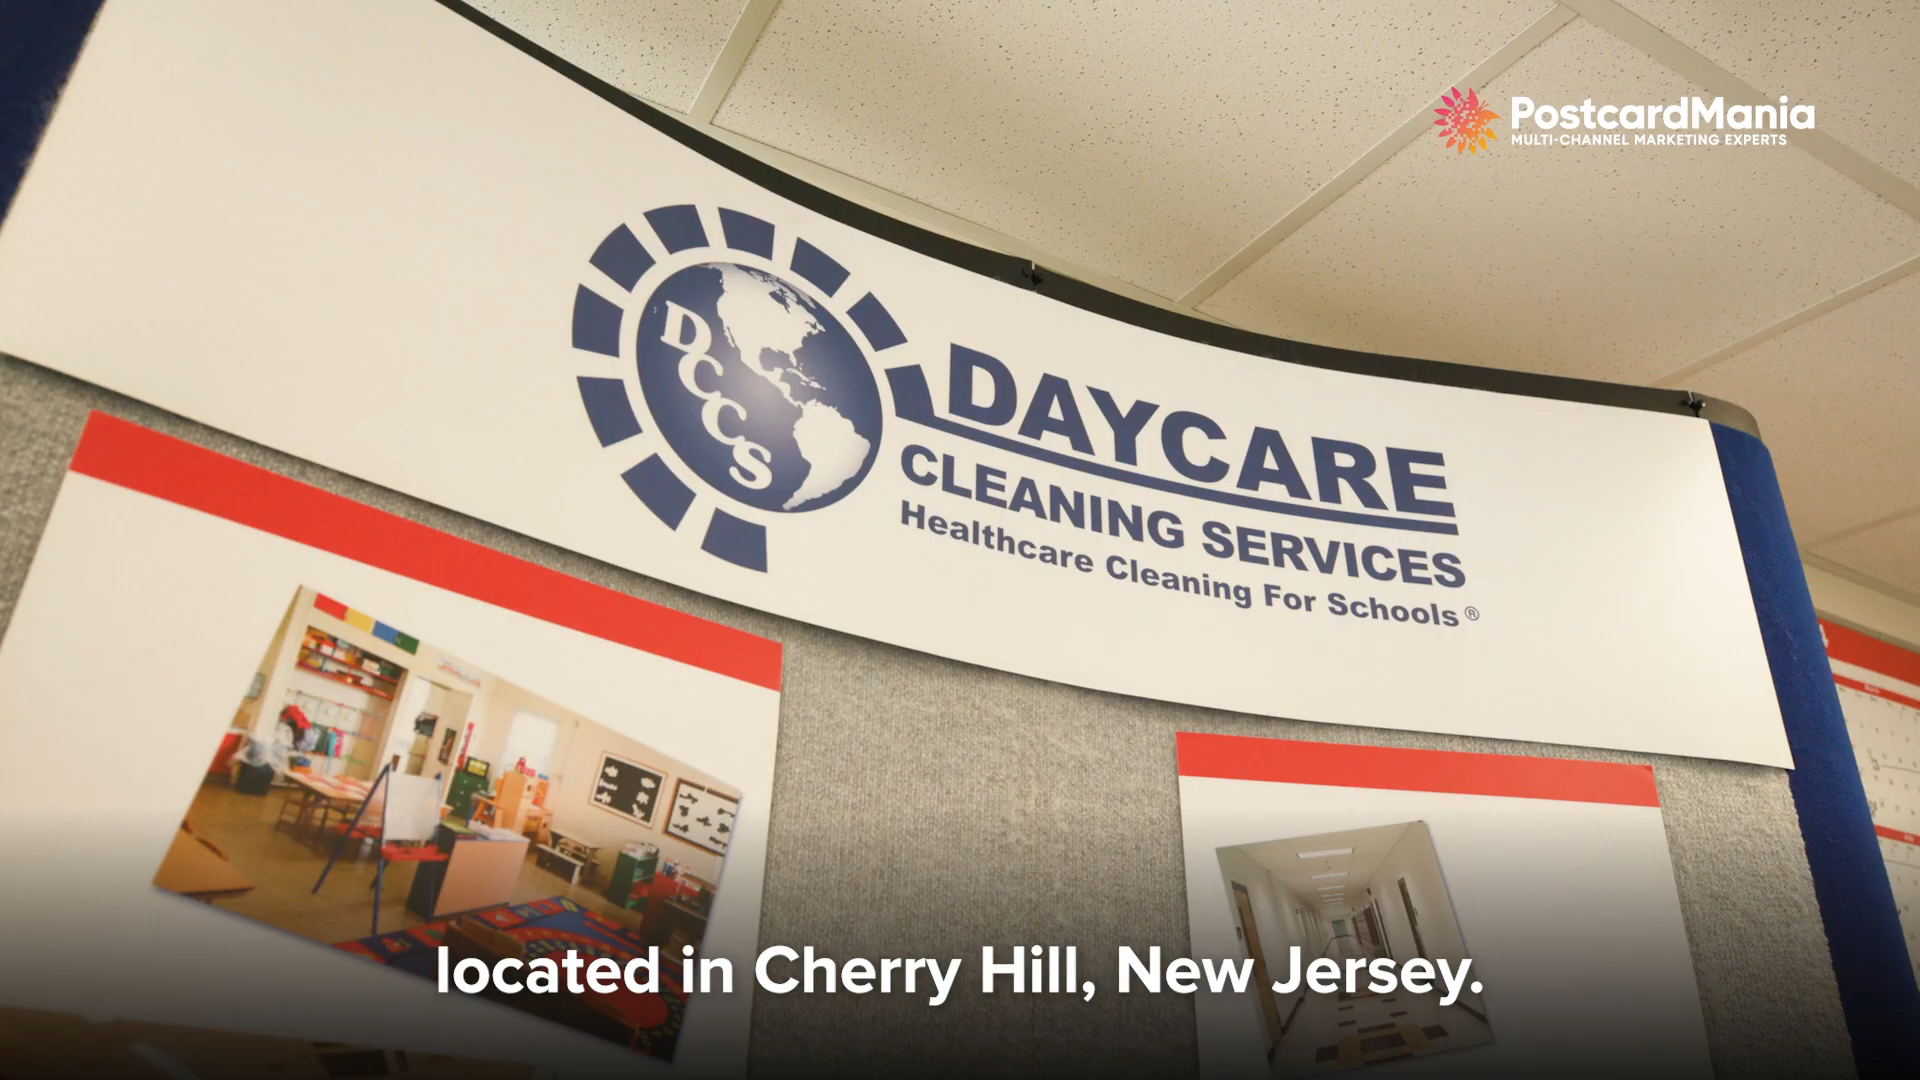 PostcardMania
MULTI-CHANNEL MARKETING EXPERTS
DCCS
DAYCARE
CLEANING SERVICES
Healthcare Cleaning For Schools®
located in Cherry Hill, New Jersey.